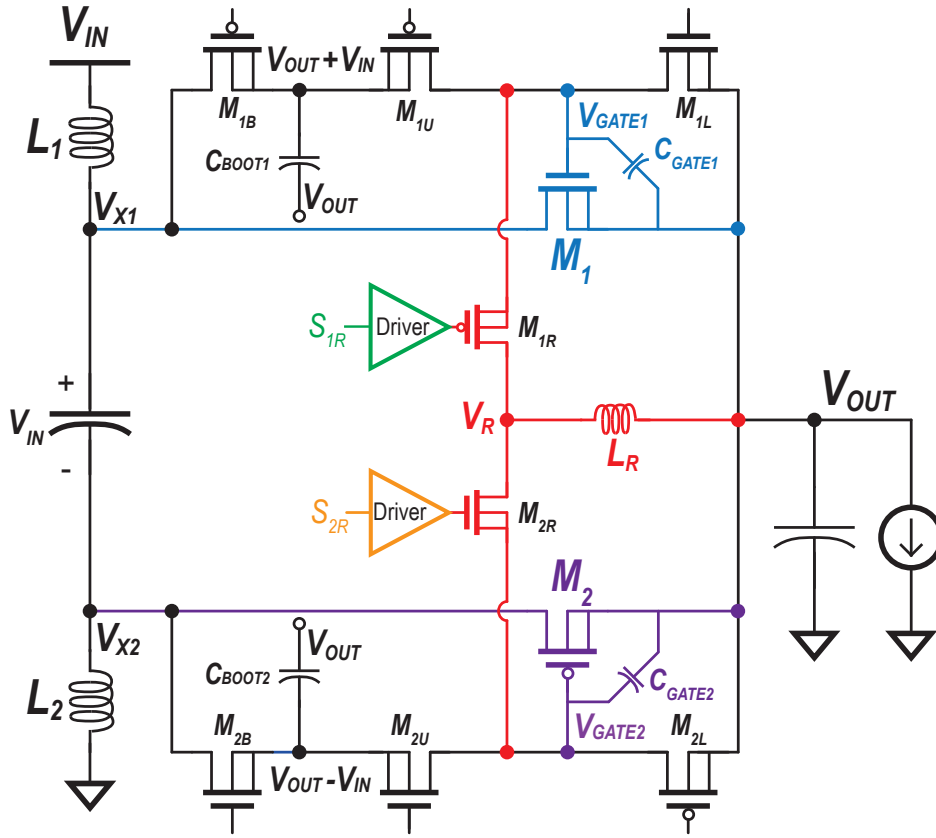 V_IN
V_OUT+V_IN
M_1B
M_1U
M_1L
L_1
C_BOOT1
V_OUT
V_GATE1
C_GATE1
V_X1
M_1
S_1R
Driver
M_1R
+
V_IN
-
V_R
L_R
V_OUT
S_2R
Driver
M_2R
M_2
V_X2
V_OUT
C_BOOT2
C_GATE2
L_2
M_2B
M_2U
V_GATE2
M_2L
V_OUT-V_IN